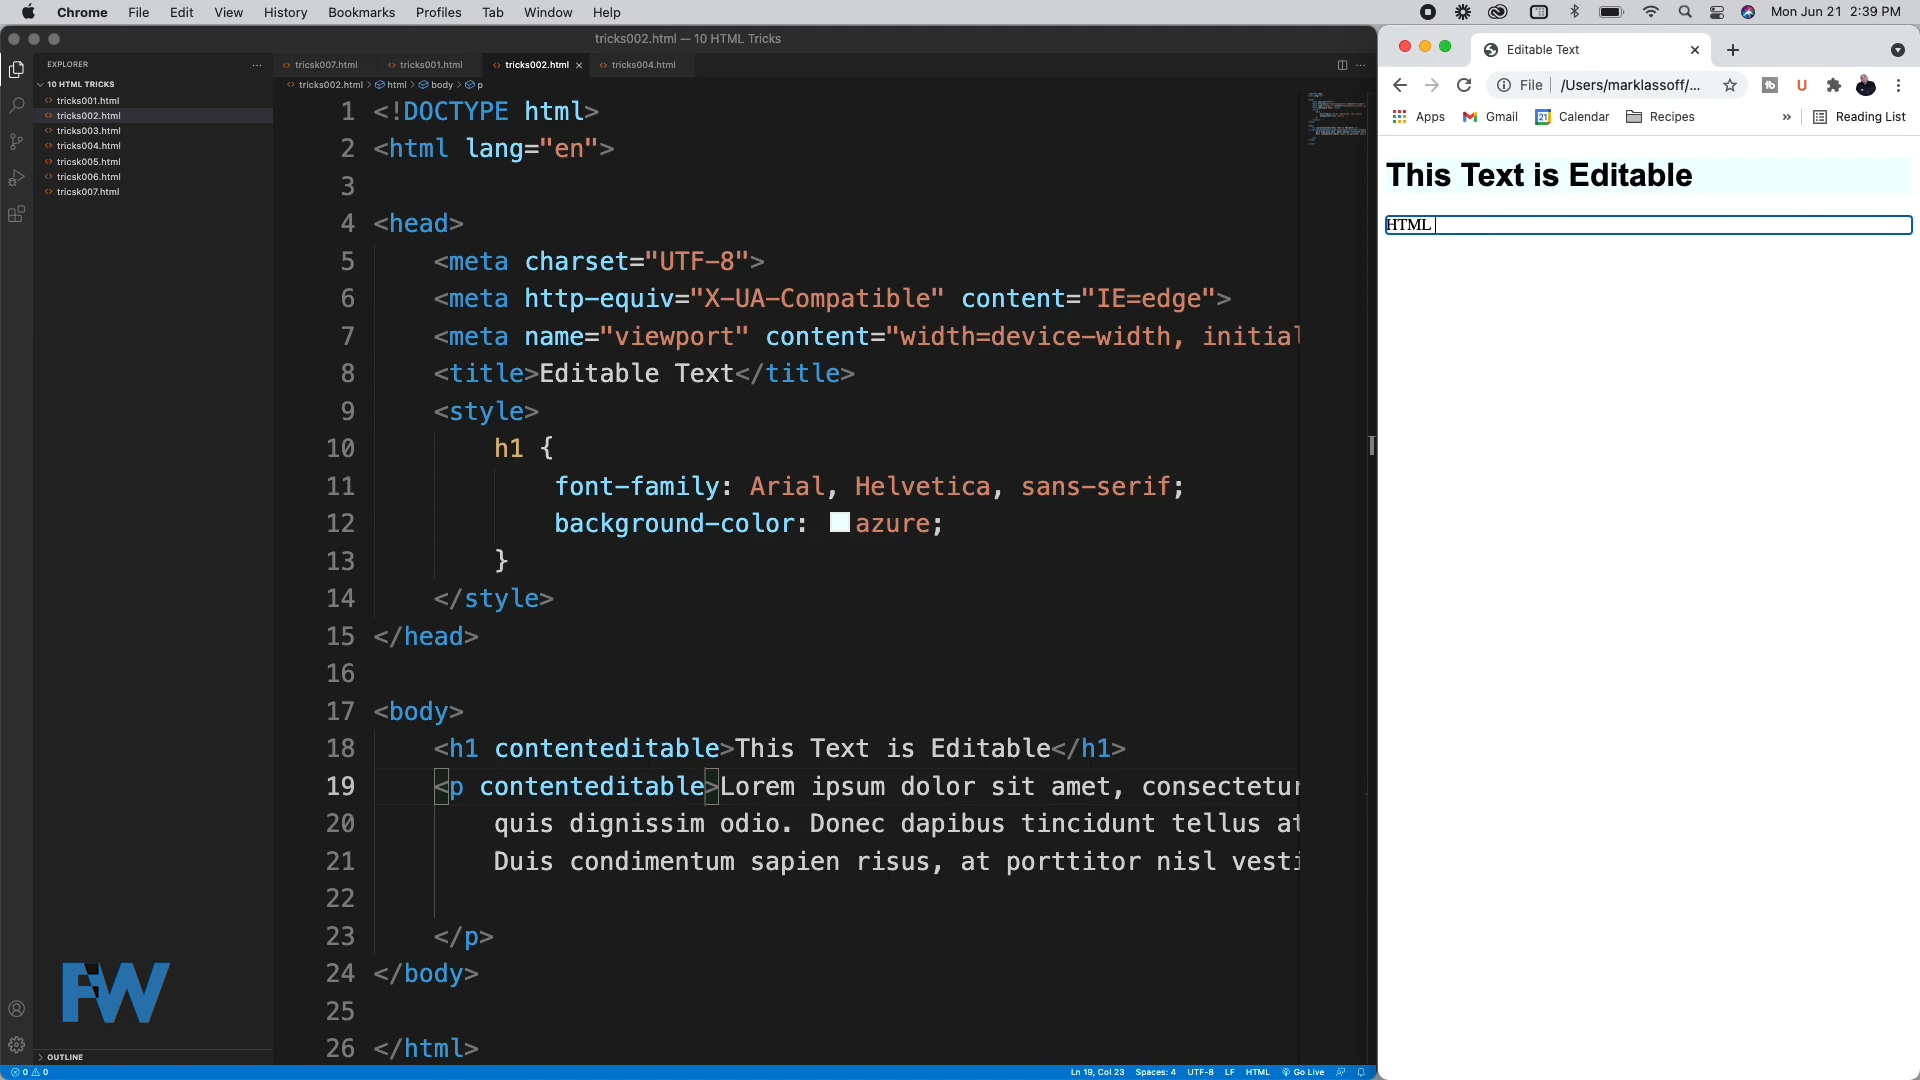 Chrome File Edit View History Bookmarks Profiles Tab Window Help Mon Jun 21 2:39 PM
tricks002.html — 10 HTML Tricks
EXPLORER
10 HTML TRICKS
tricks001.html
tricks002.html
tricks003.html
tricks004.html
tricsk005.html
tricsk006.html
tricsk007.html
OUTLINE
FW
tricsk007.html tricks001.html tricks002.html tricks004.html
tricks002.html > html > body > p
1 <!DOCTYPE html>
2 <html lang="en">
3
4 <head>
5 <meta charset="UTF-8">
6 <meta http-equiv="X-UA-Compatible" content="IE=edge">
7 <meta name="viewport" content="width=device-width, initial
8 <title>Editable Text</title>
9 <style>
10 h1 {
11 font-family: Arial, Helvetica, sans-serif;
12 background-color: azure;
13 }
14 </style>
15 </head>
16
17 <body>
18 <h1 contenteditable>This Text is Editable</h1>
19 <p contenteditable>Lorem ipsum dolor sit amet, consectetur
20 quis dignissim odio. Donec dapibus tincidunt tellus at
21 Duis condimentum sapien risus, at porttitor nisl vesti
22
23 </p>
24 </body>
25
26 </html>
0 0 Ln 19, Col 23 Spaces: 4 UTF-8 LF HTML Go Live
Editable Text
File | /Users/marklassoff/...
Apps Gmail Calendar Recipes » Reading List
This Text is Editable
HTML